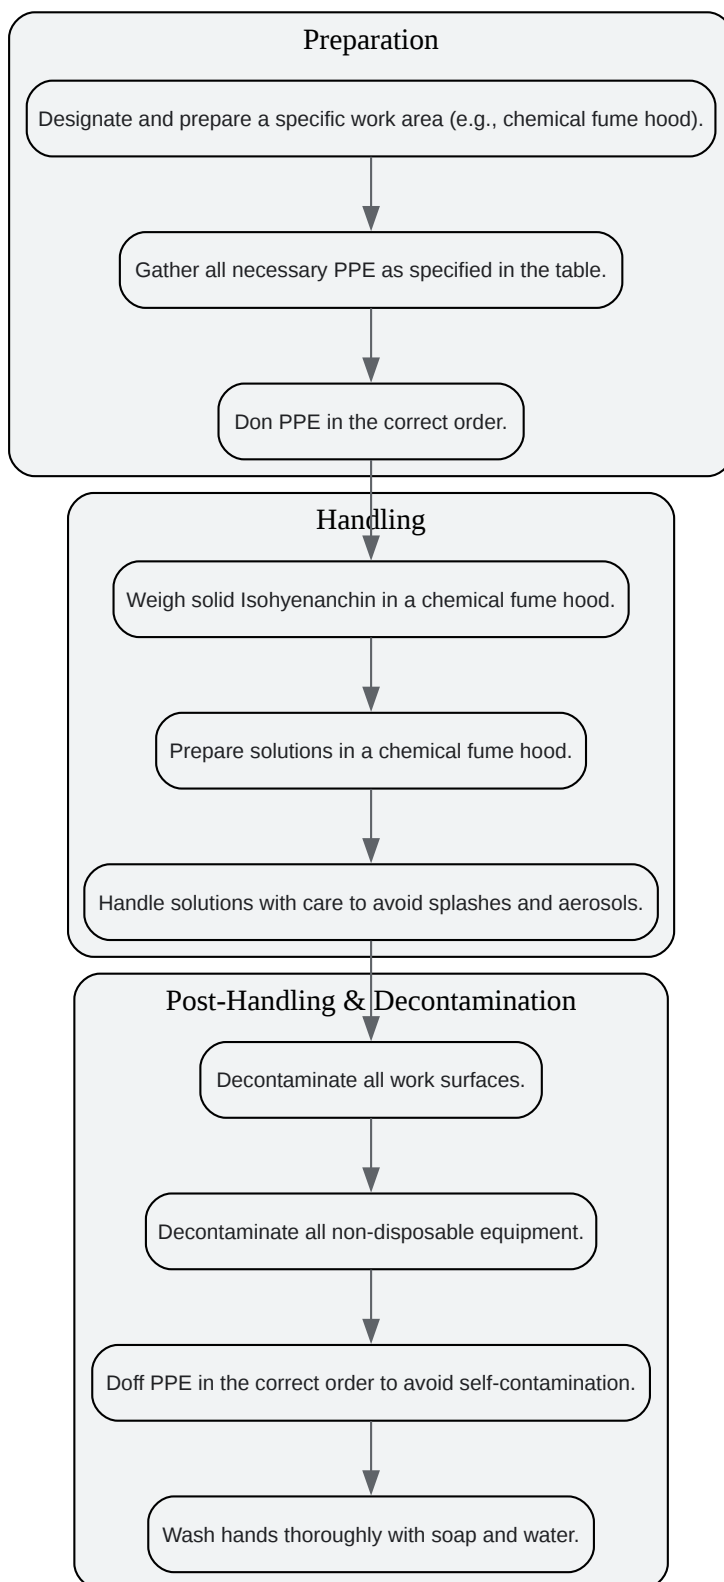 Preparation
Designate and prepare a specific work area (e.g., chemical fume hood).
Gather all necessary PPE as specified in the table.
Don PPE in the correct order.
Handling
Weigh solid Isohyenanchin in a chemical fume hood.
Prepare solutions in a chemical fume hood.
Handle solutions with care to avoid splashes and aerosols.
Post-Handling & Decontamination
Decontaminate all work surfaces.
Decontaminate all non-disposable equipment.
Doff PPE in the correct order to avoid self-contamination.
Wash hands thoroughly with soap and water.